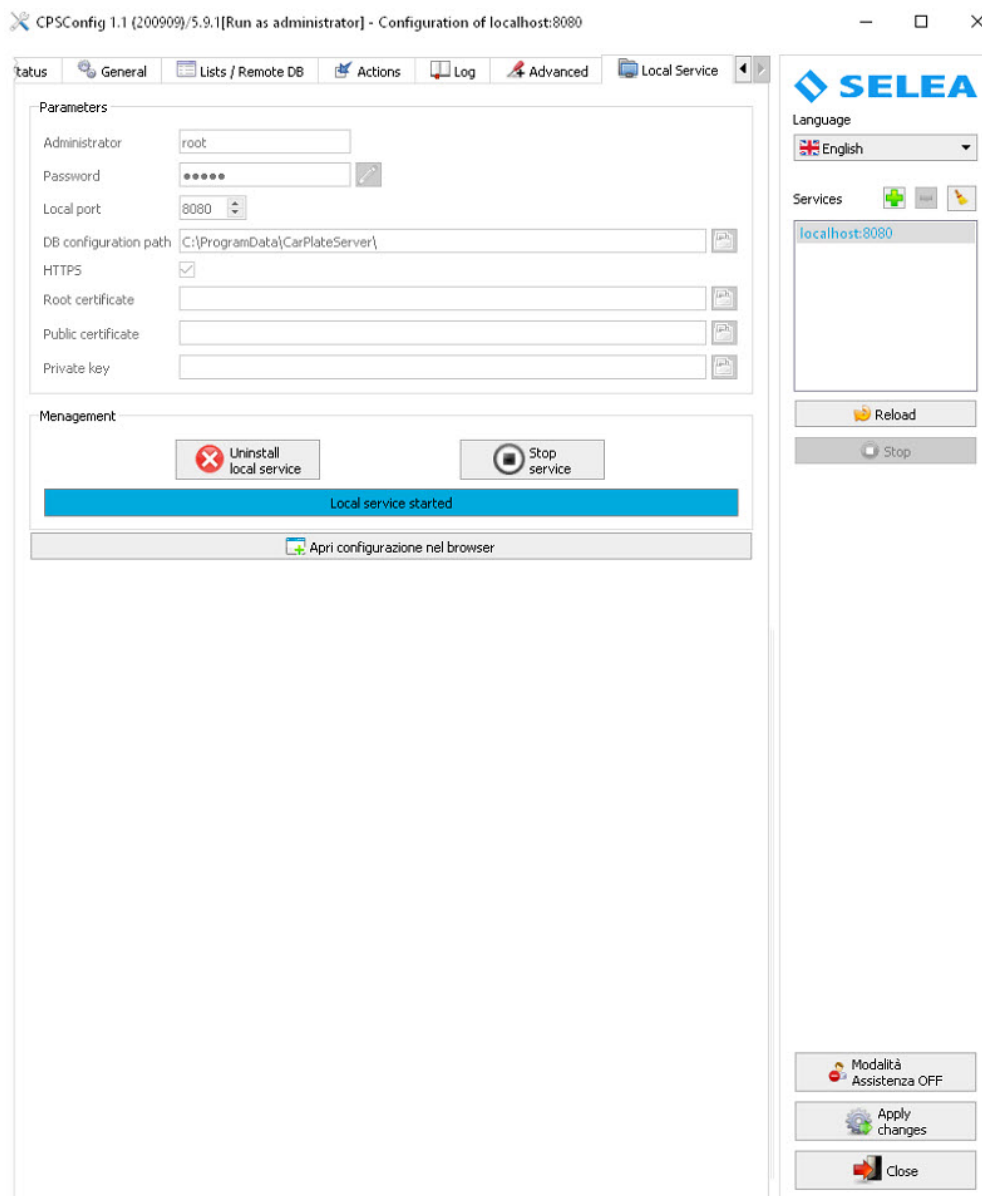 CPSConfig 1.1 (200909)/5.9.1[Run as administrator] - Configuration of localhost:8080
tatus General Lists / Remote DB Actions Log Advanced Local Service
SELEA
Language
English
Services
localhost:8080
Reload
Stop
Parameters
Administrator root
Password •••••
Local port 8080
DB configuration path C:\ProgramData\CarPlateServer\
HTTPS
Root certificate
Public certificate
Private key
Menagement
Uninstall
local service
Stop
service
Local service started
Apri configurazione nel browser
Modalità
Assistenza OFF
Apply
changes
Close